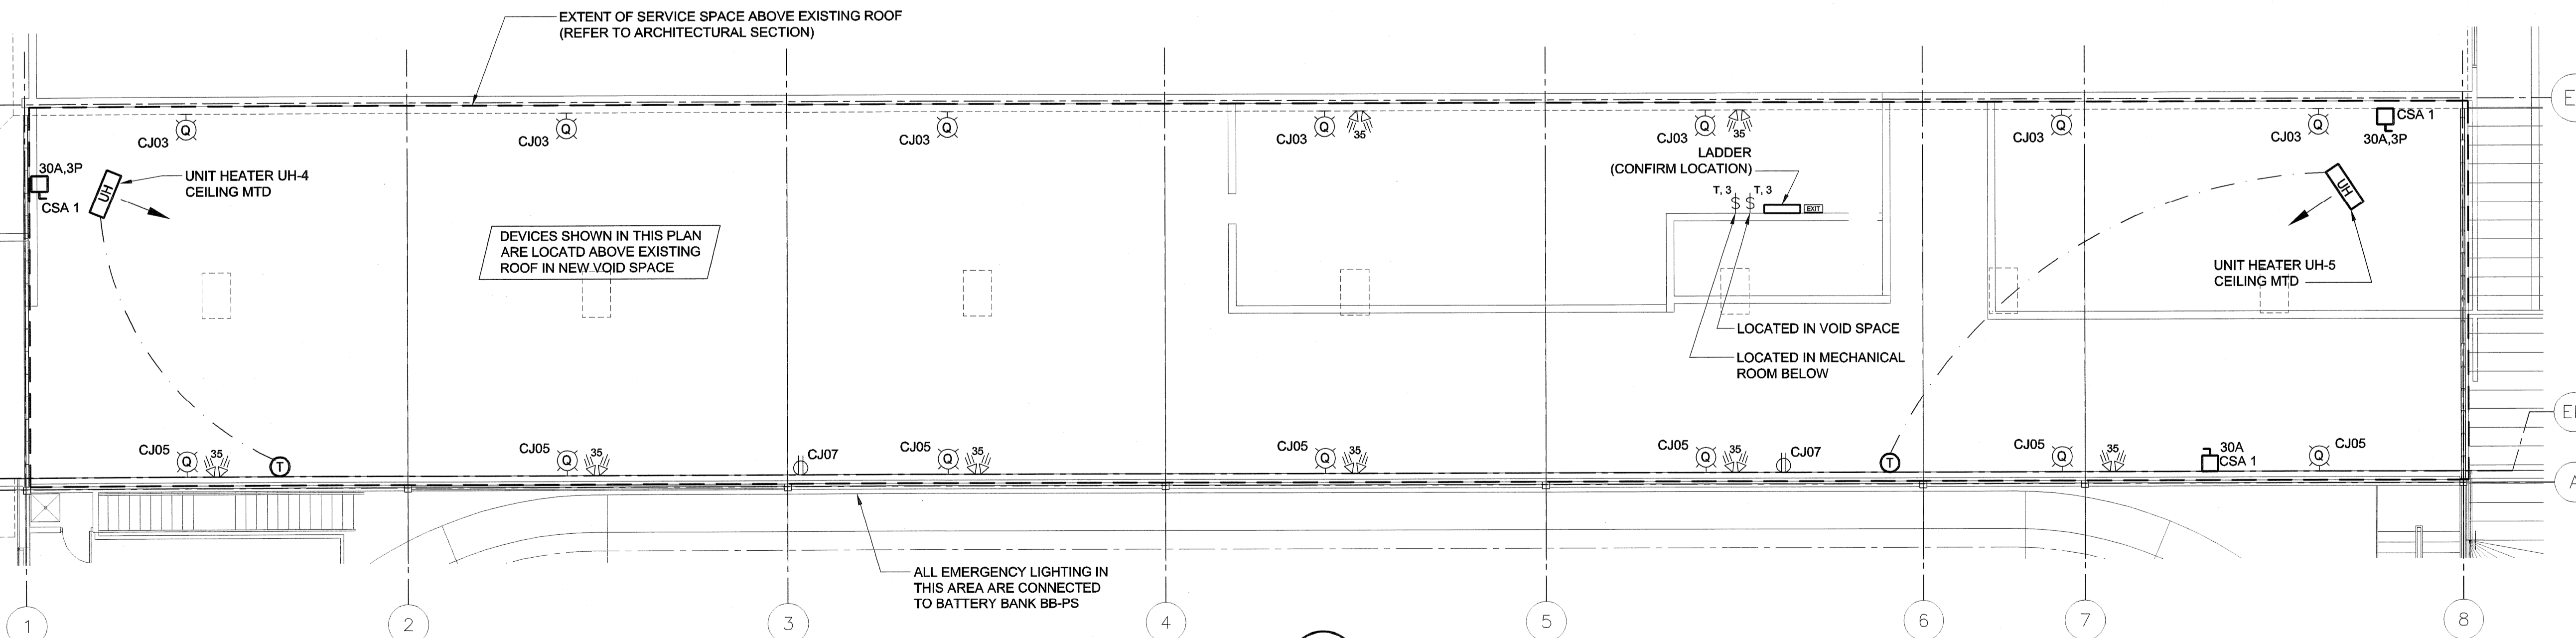 EXTENT OF SERVICE SPACE ABOVE EXISTING ROOF
(REFER TO ARCHITECTURAL SECTION)
E
CJ03
CJ03
CJ03
CJ03
CJ03
CJ03
CJ03
Q
Q
Q
Q
Q
Q
Q
35
35
CSA 1
30A,3P
LADDER
(CONFIRM LOCATION)
30A,3P
CSA 1
UH
UNIT HEATER UH-4
CEILING MTD
T, 3
T, 3
EXIT
$
$
UH
DEVICES SHOWN IN THIS PLAN
ARE LOCATD ABOVE EXISTING
ROOF IN NEW VOID SPACE
UNIT HEATER UH-5
CEILING MTD
LOCATED IN VOID SPACE
LOCATED IN MECHANICAL
ROOM BELOW
CJ05
Q
35
T
CJ05
Q
35
CJ07
CJ05
Q
35
CJ05
Q
35
CJ05
Q
35
CJ07
T
CJ05
Q
35
30A
CSA 1
Q
CJ05
A
ALL EMERGENCY LIGHTING IN
THIS AREA ARE CONNECTED
TO BATTERY BANK BB-PS
1
2
3
4
5
6
7
8